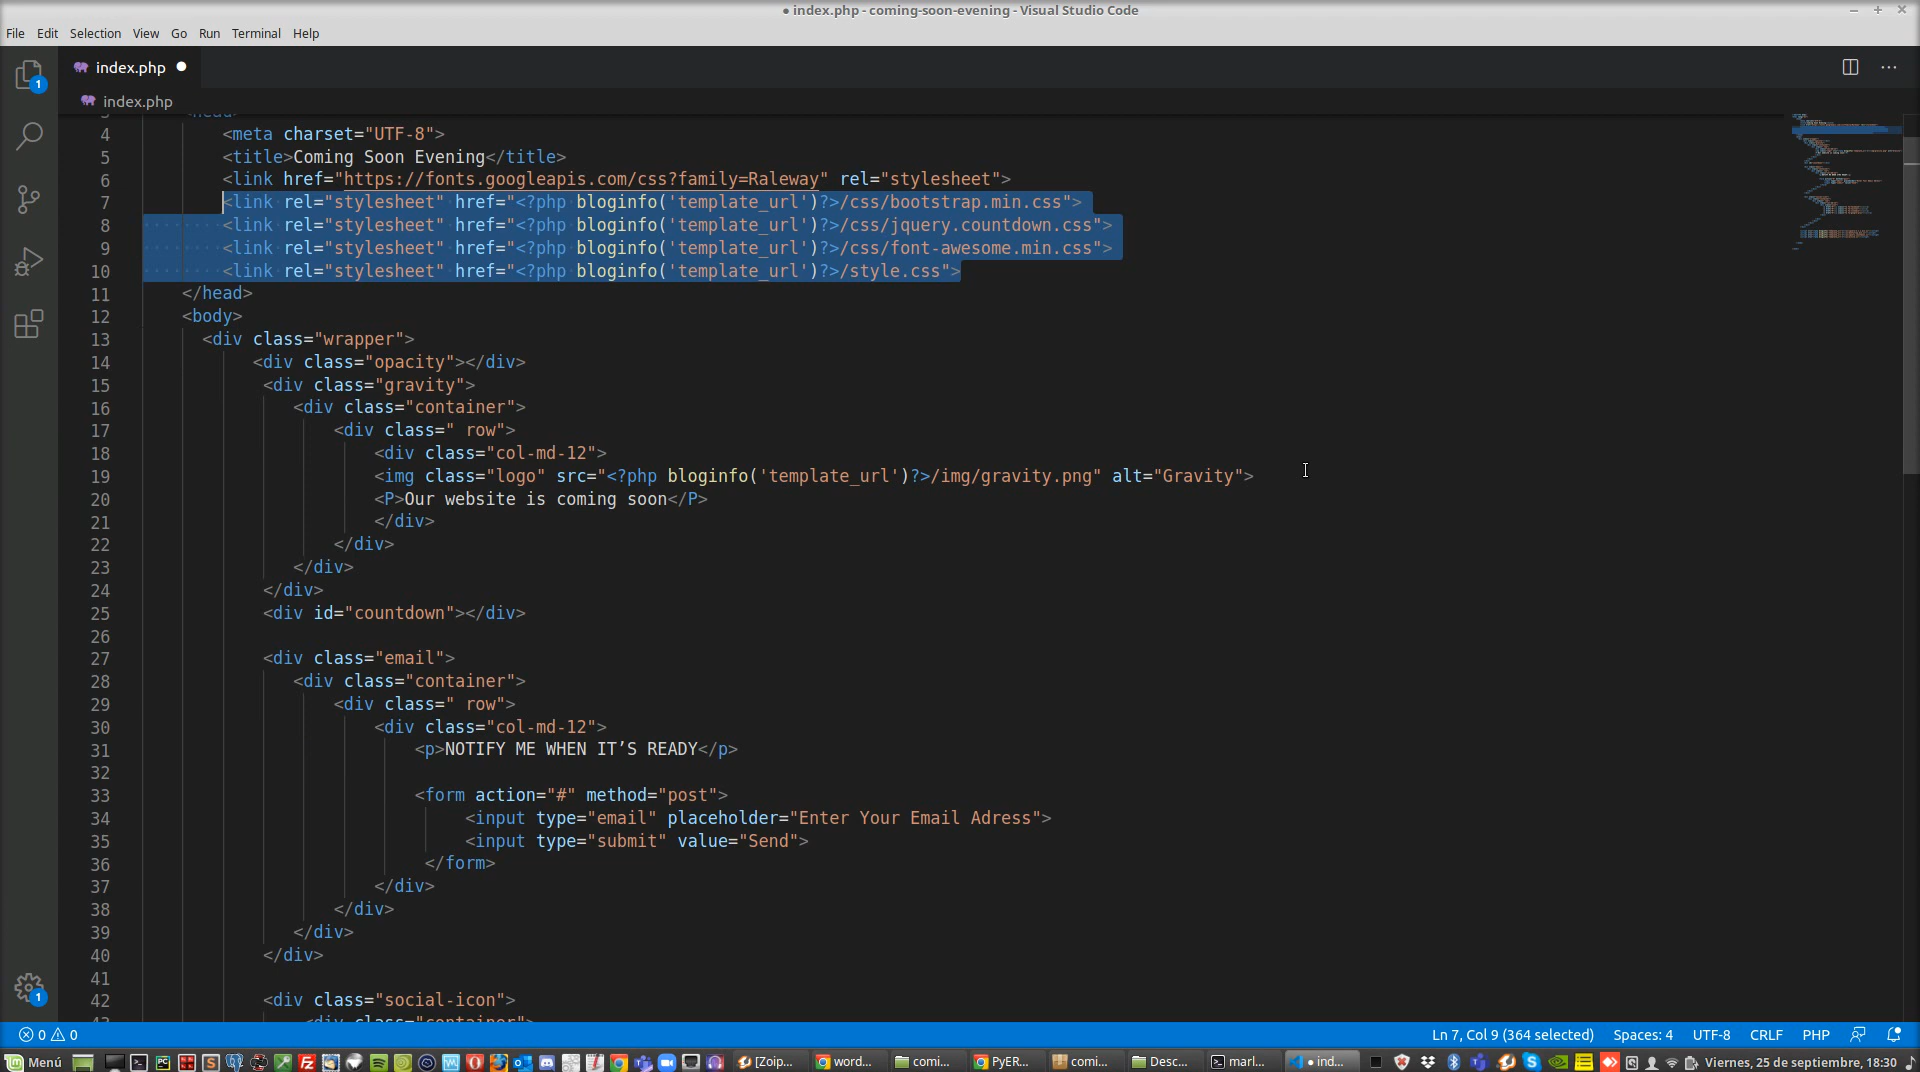 ● index.php - coming-soon-evening - Visual Studio Code
File Edit Selection View Go Run Terminal Help
1
index.php
index.php
4 <meta charset="UTF-8">
5 <title>Coming Soon Evening</title>
6 <link href="https://fonts.googleapis.com/css?family=Raleway" rel="stylesheet">
7 <link rel="stylesheet" href="<?php bloginfo('template_url')?>/css/bootstrap.min.css">
8 <link rel="stylesheet" href="<?php bloginfo('template_url')?>/css/jquery.countdown.css">
9 <link rel="stylesheet" href="<?php bloginfo('template_url')?>/css/font-awesome.min.css">
10 <link rel="stylesheet" href="<?php bloginfo('template_url')?>/style.css">
11 </head>
12 <body>
13 <div class="wrapper">
14 <div class="opacity"></div>
15 <div class="gravity">
16 <div class="container">
17 <div class=" row">
18 <div class="col-md-12">
19 <img class="logo" src="<?php bloginfo('template_url')?>/img/gravity.png" alt="Gravity">
20 <P>Our website is coming soon</P>
21 </div>
22 </div>
23 </div>
24 </div>
25 <div id="countdown"></div>
26
27 <div class="email">
28 <div class="container">
29 <div class=" row">
30 <div class="col-md-12">
31 <p>NOTIFY ME WHEN IT’S READY</p>
32
33 <form action="#" method="post">
34 <input type="email" placeholder="Enter Your Email Adress">
35 <input type="submit" value="Send">
36 </form>
37 </div>
38 </div>
39 </div>
40 </div>
41
42 <div class="social-icon">
1
0 0
Ln 7, Col 9 (364 selected) Spaces: 4 UTF-8 CRLF PHP
Menú [Zoip... word... comi... PyER... comi... Desc... marl... ● ind... Viernes, 25 de septiembre, 18:30